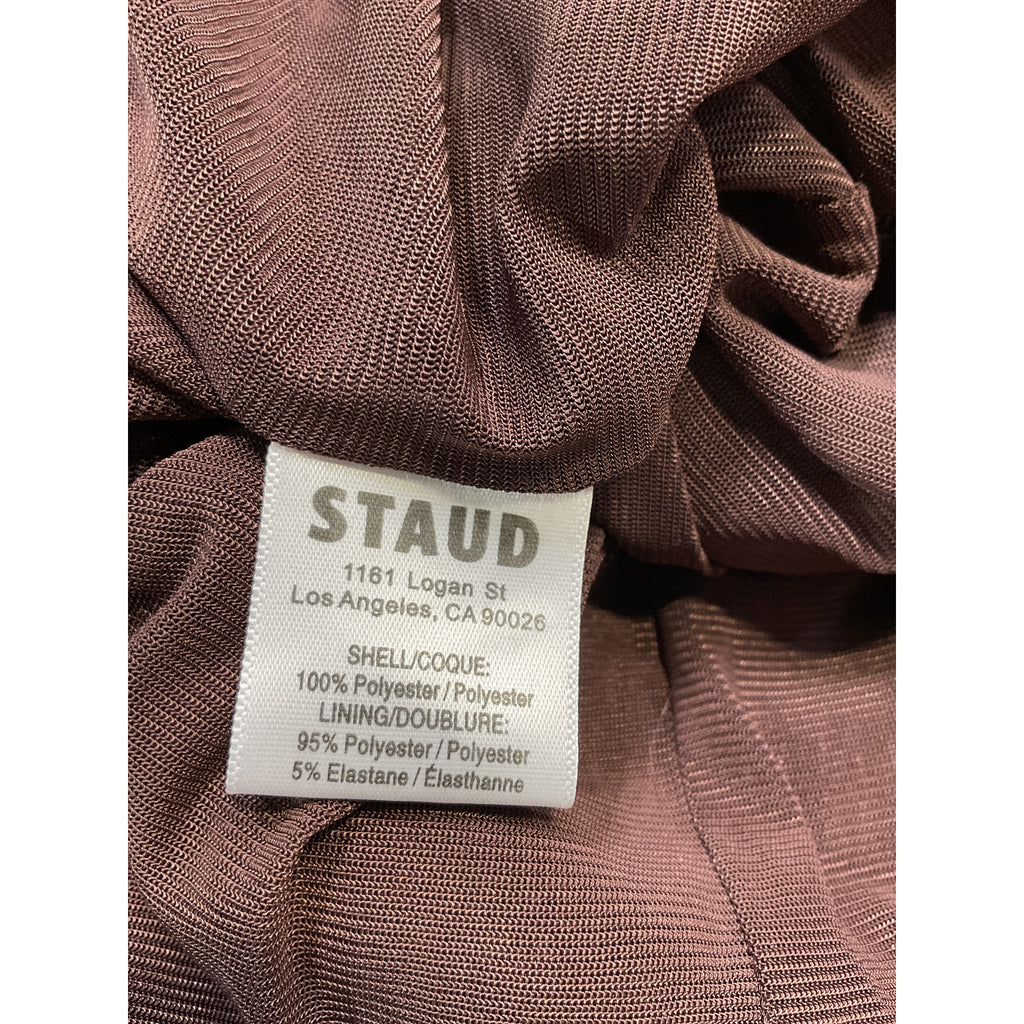 STAUD
1161 Logan St
Los Angeles, CA 90026
SHELL/COQUE:
100% Polyester / Polyester
LINING/DOUBLURE:
95% Polyester / Polyester
5% Elastane / Élasthanne